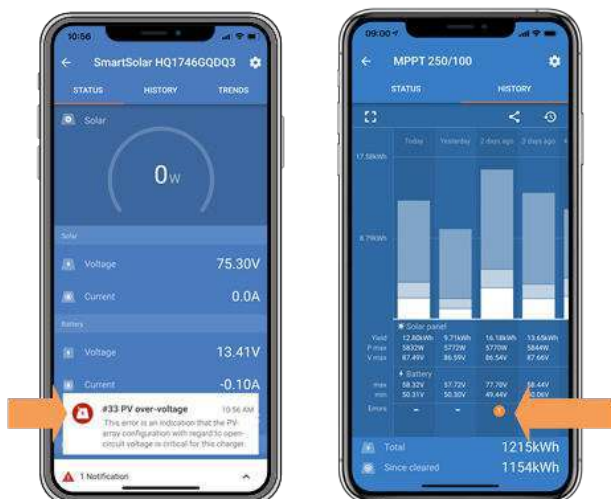 10:56
SmartSolar HQ1746GQDQ3
STATUS HISTORY TRENDS
Solar
0W
Solar
Voltage 75.30V
Current 0.0A
Battery
Voltage 13.41V
Current -0.10A
#33 PV over-voltage 10:56 AM
This error is an indication that the PV-
array configuration with regard to open-
circuit voltage is critical for this charger.
1 Notification
09:00
MPPT 250/100
STATUS HISTORY
Today Yesterday 2 days ago 3 days ago
17.58kWh
8.79kWh
Solar panel
Yield 12.80kWh 9.71kWh 16.18kWh 13.65kWh
P max 5832W 5772W 5770W 5844W
V max 87.49V 86.59V 86.54V 87.66V
Battery
max 58.32V 57.72V 77.70V 58.44V
min 50.31V 50.30V 49.44V
Errors - - 1
Total 1215kWh
Since cleared 1154kWh